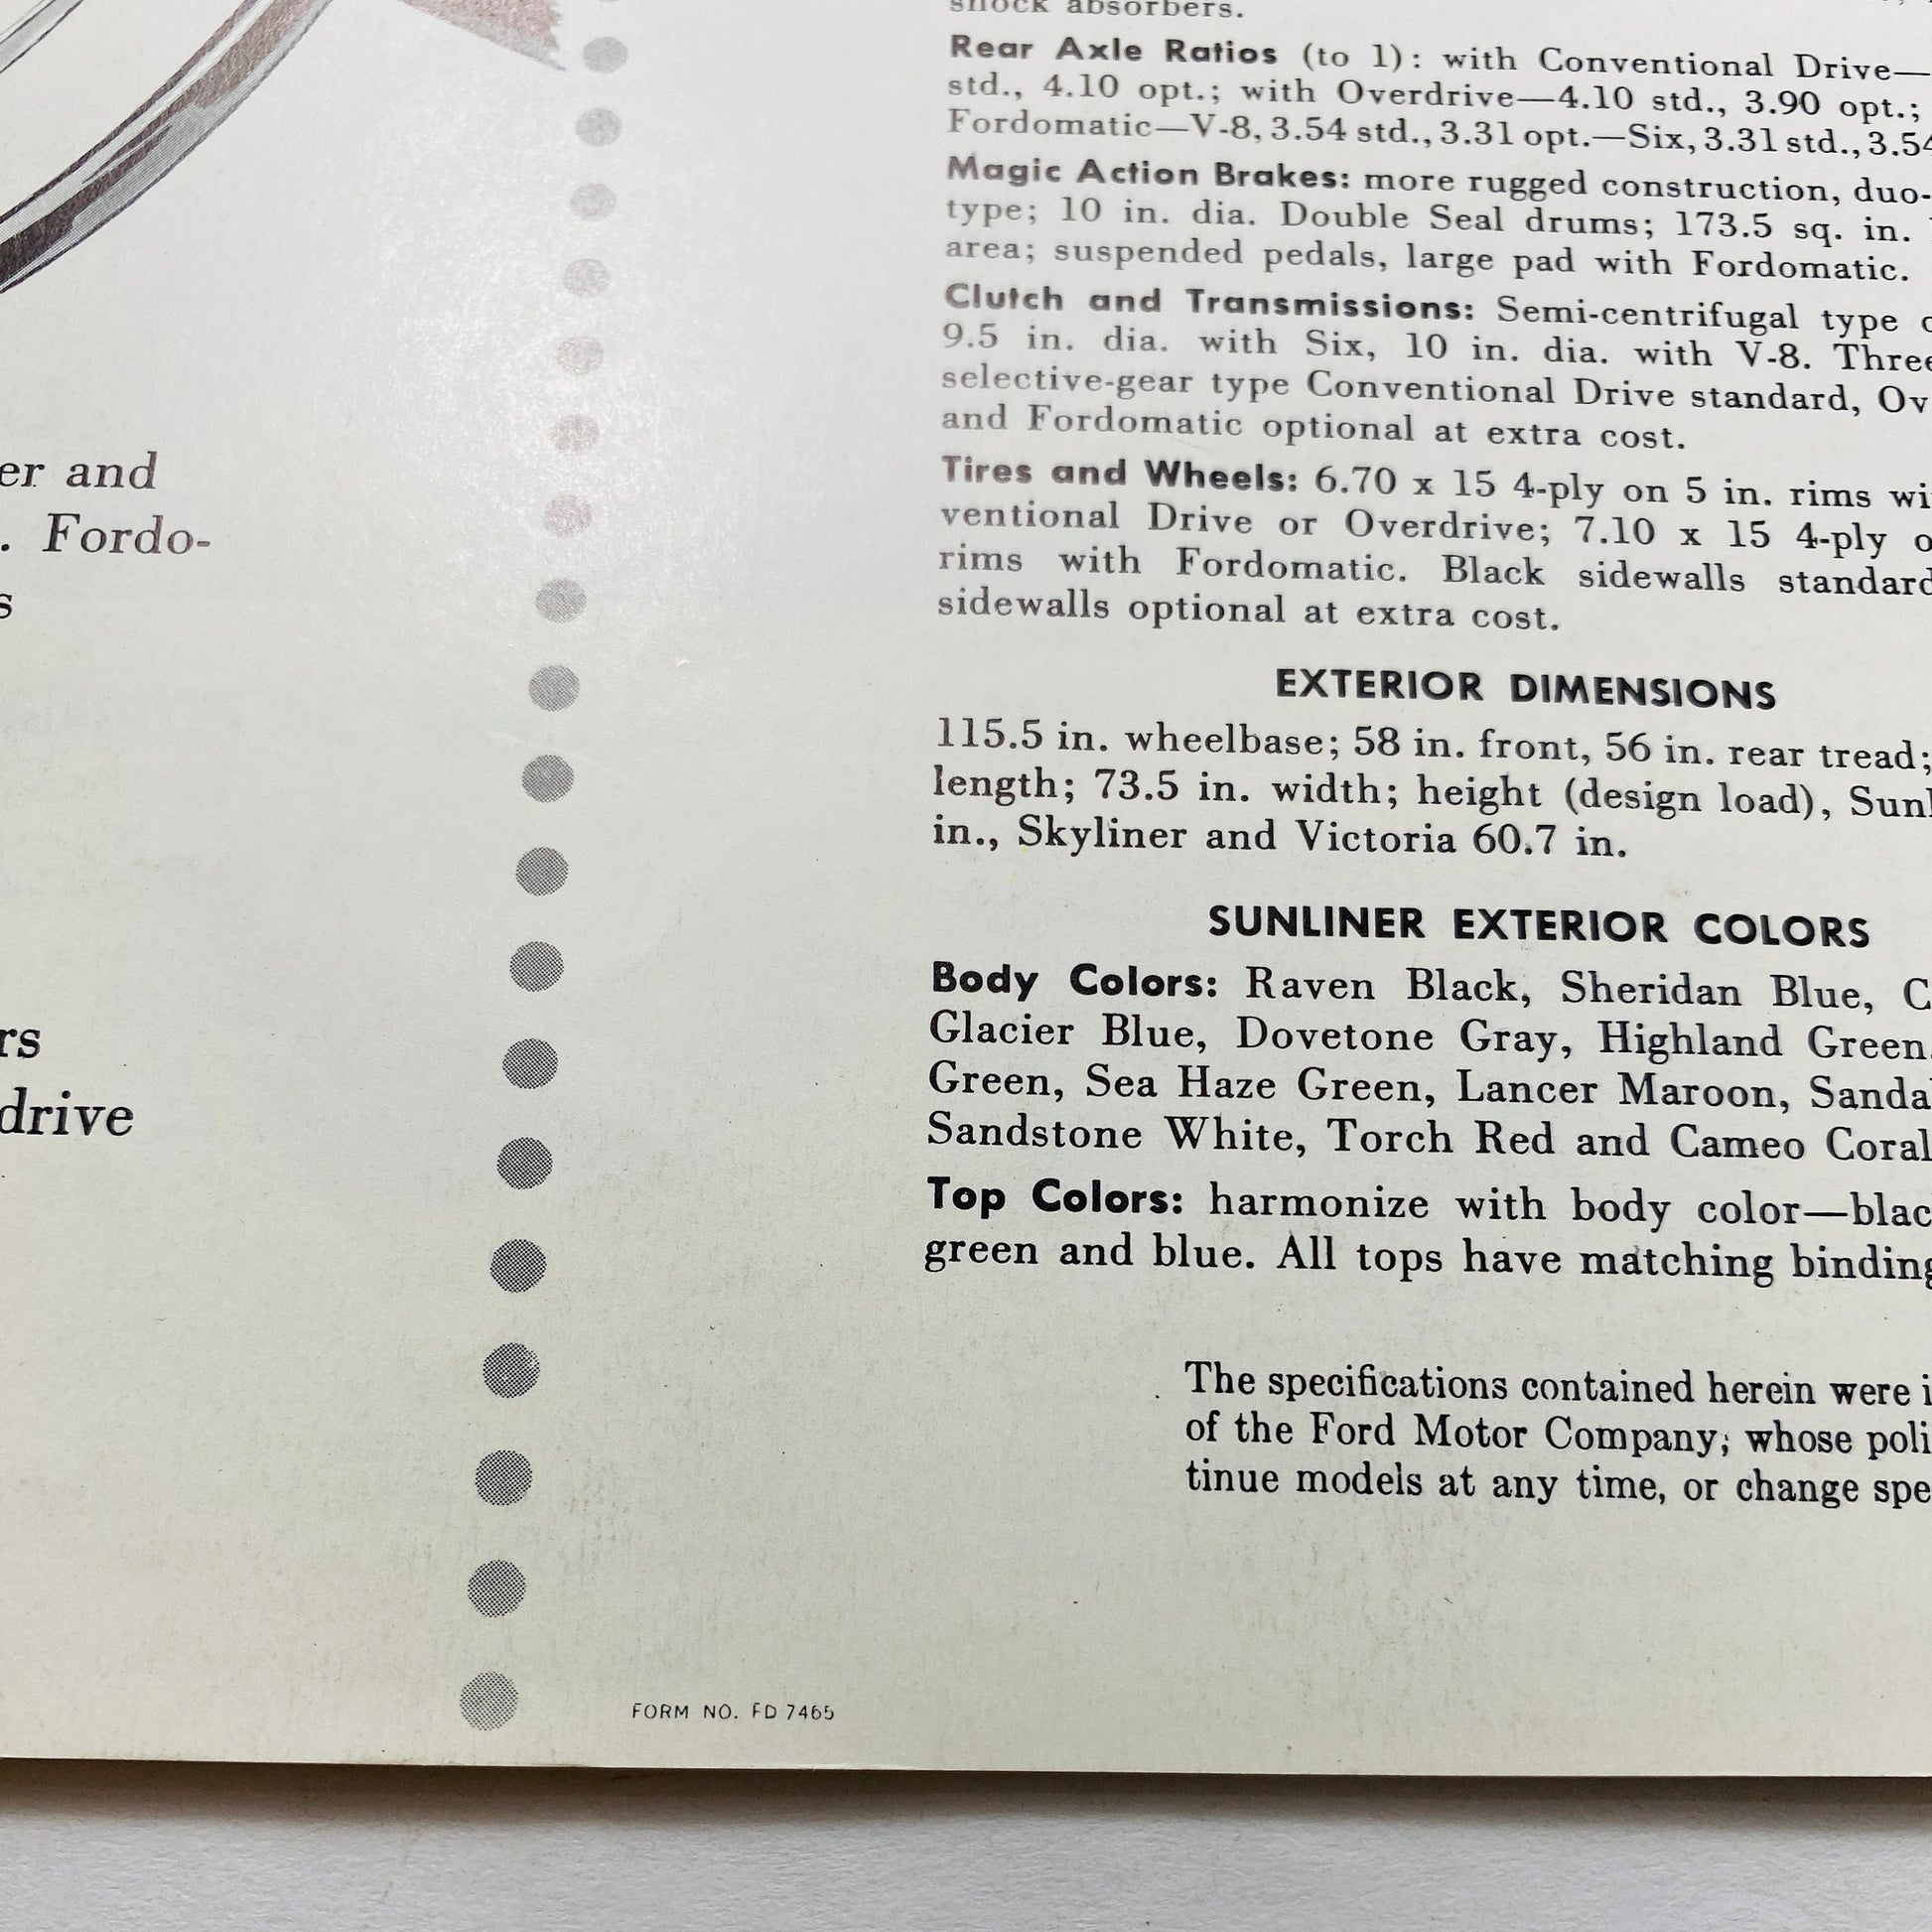 er and
. Fordo-
s
rs
drive
shock absorbers.
Rear Axle Ratios (to 1): with Conventional Drive—
std., 4.10 opt.; with Overdrive—4.10 std., 3.90 opt.;
Fordomatic—V-8, 3.54 std., 3.31 opt.—Six, 3.31 std., 3.54
Magic Action Brakes: more rugged construction, duo-
type; 10 in. dia. Double Seal drums; 173.5 sq. in.
area; suspended pedals, large pad with Fordomatic.
Clutch and Transmissions: Semi-centrifugal type
9.5 in. dia. with Six, 10 in. dia. with V-8. Three
selective-gear type Conventional Drive standard, Ov
and Fordomatic optional at extra cost.
Tires and Wheels: 6.70 x 15 4-ply on 5 in. rims wi
ventional Drive or Overdrive; 7.10 x 15 4-ply o
rims with Fordomatic. Black sidewalls standard
sidewalls optional at extra cost.
EXTERIOR DIMENSIONS
115.5 in. wheelbase; 58 in. front, 56 in. rear tread;
length; 73.5 in. width; height (design load), Sunl
in., Skyliner and Victoria 60.7 in.
SUNLINER EXTERIOR COLORS
Body Colors: Raven Black, Sheridan Blue, C
Glacier Blue, Dovetone Gray, Highland Green,
Green, Sea Haze Green, Lancer Maroon, Sanda
Sandstone White, Torch Red and Cameo Coral
Top Colors: harmonize with body color—blac
green and blue. All tops have matching binding
The specifications contained herein were i
of the Ford Motor Company, whose poli
tinue models at any time, or change spe
FORM NO. FD 7465